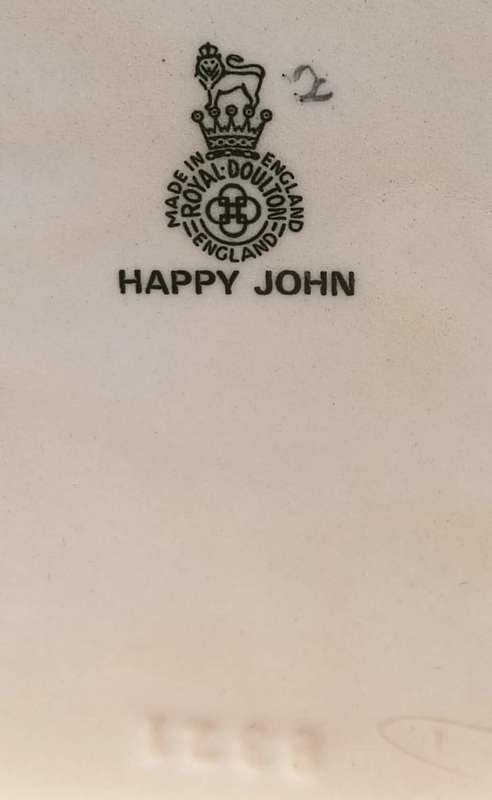 MADE IN ENGLAND
ROYAL·DOULTON
ENGLAND
HAPPY JOHN